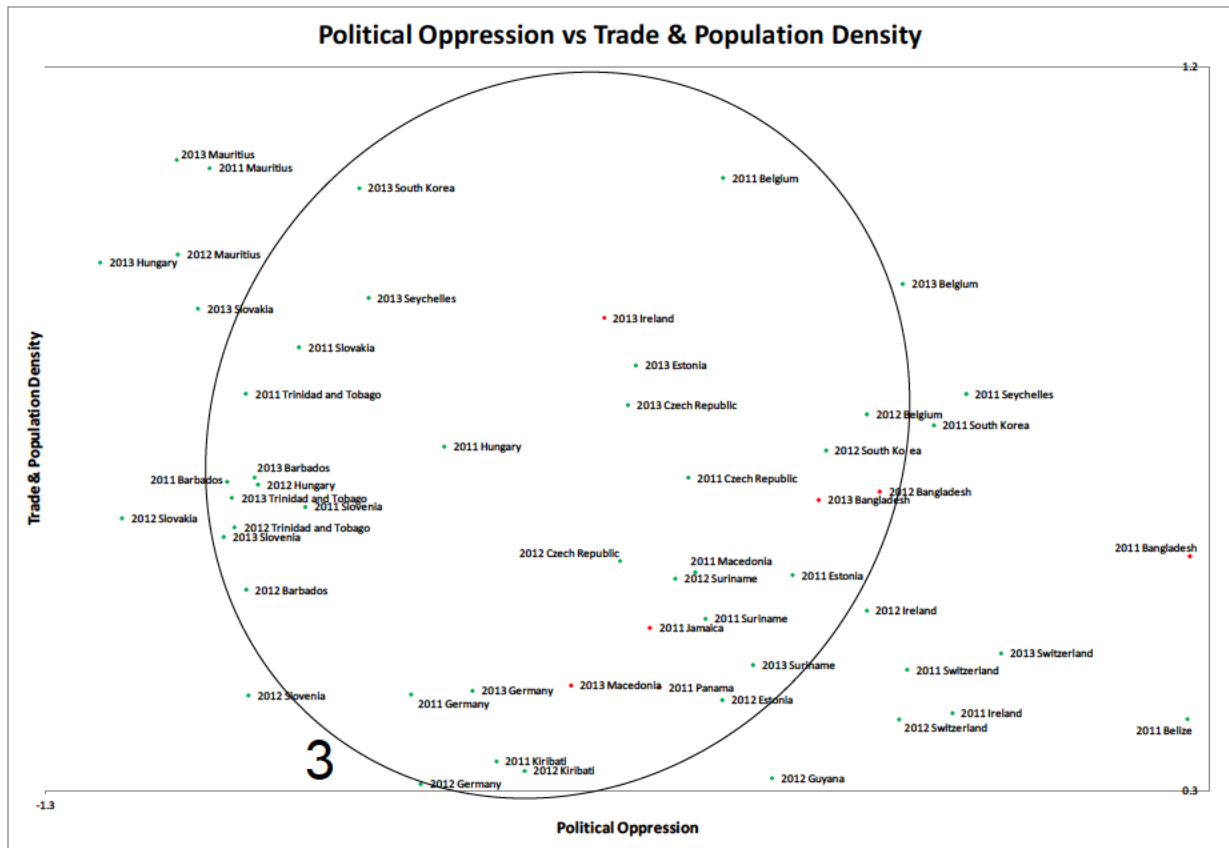 Political Oppression vs Trade & Population Density
1.2
2013 Mauritius
2011 Mauritius
2013 South Korea
2011 Belgium
2012 Mauritius
2013 Hungary
2013 Belgium
2013 Seychelles
2013 Slovakia
2013 Ireland
2011 Slovakia
2013 Estonia
2011 Trinidad and Tobago
2011 Seychelles
2013 Czech Republic
2012 Belgium
2011 South Korea
2011 Hungary
2012 South Korea
2013 Barbados
2011 Barbados
2012 Hungary
2011 Czech Republic
2012 Bangladesh
2013 Trinidad and Tobago
2013 Bangladesh
2011 Slovenia
2012 Slovakia
2012 Trinidad and Tobago
2013 Slovenia
2011 Bangladesh
2012 Czech Republic
2011 Macedonia
2012 Suriname
2011 Estonia
2012 Barbados
2012 Ireland
2011 Suriname
2011 Jamaica
2013 Switzerland
2013 Suriname
2011 Switzerland
2013 Macedonia
2011 Panama
2013 Germany
2012 Slovenia
2011 Germany
2012 Estonia
2011 Ireland
2012 Switzerland
2011 Belize
3
2011 Kiribati
2012 Kiribati
2012 Guyana
2012 Germany
-1.3
0.3
Trade & Population Density
Political Oppression